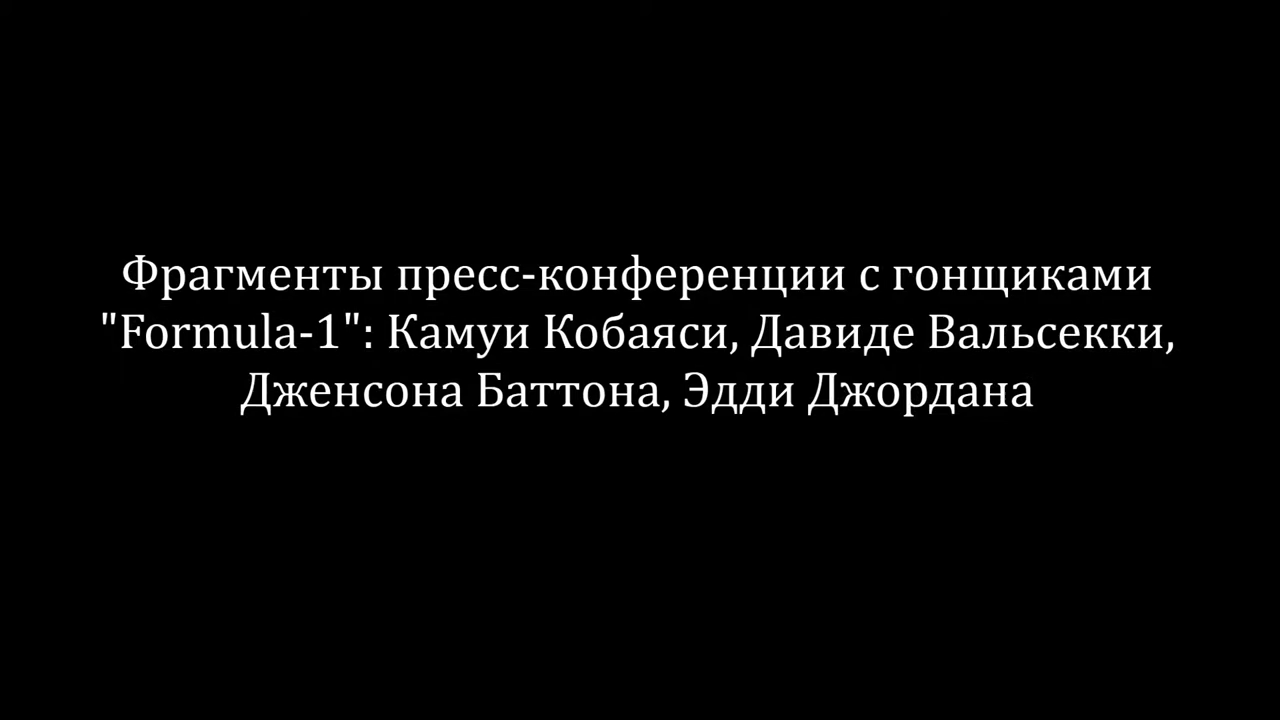 Фрагменты пресс-конференции с гонщиками
"Formula-1": Камуи Кобаяси, Давиде Вальсекки,
Дженсона Баттона, Эдди Джордана